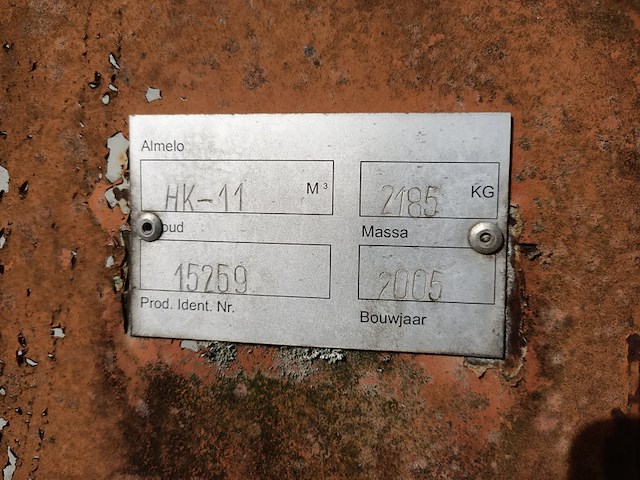 Almelo
HK-11 M³
2185 KG
oud
Massa
15259
2005
Prod. Ident. Nr.
Bouwjaar